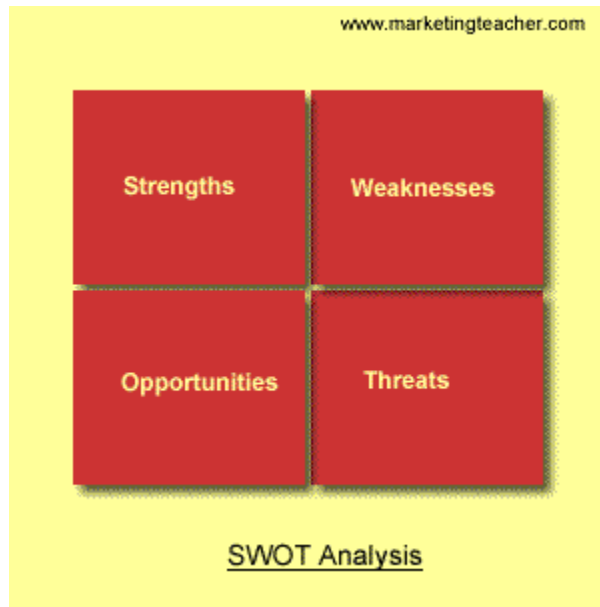 www.marketingteacher.com
Strengths
Weaknesses
Opportunities
Threats
SWOT Analysis